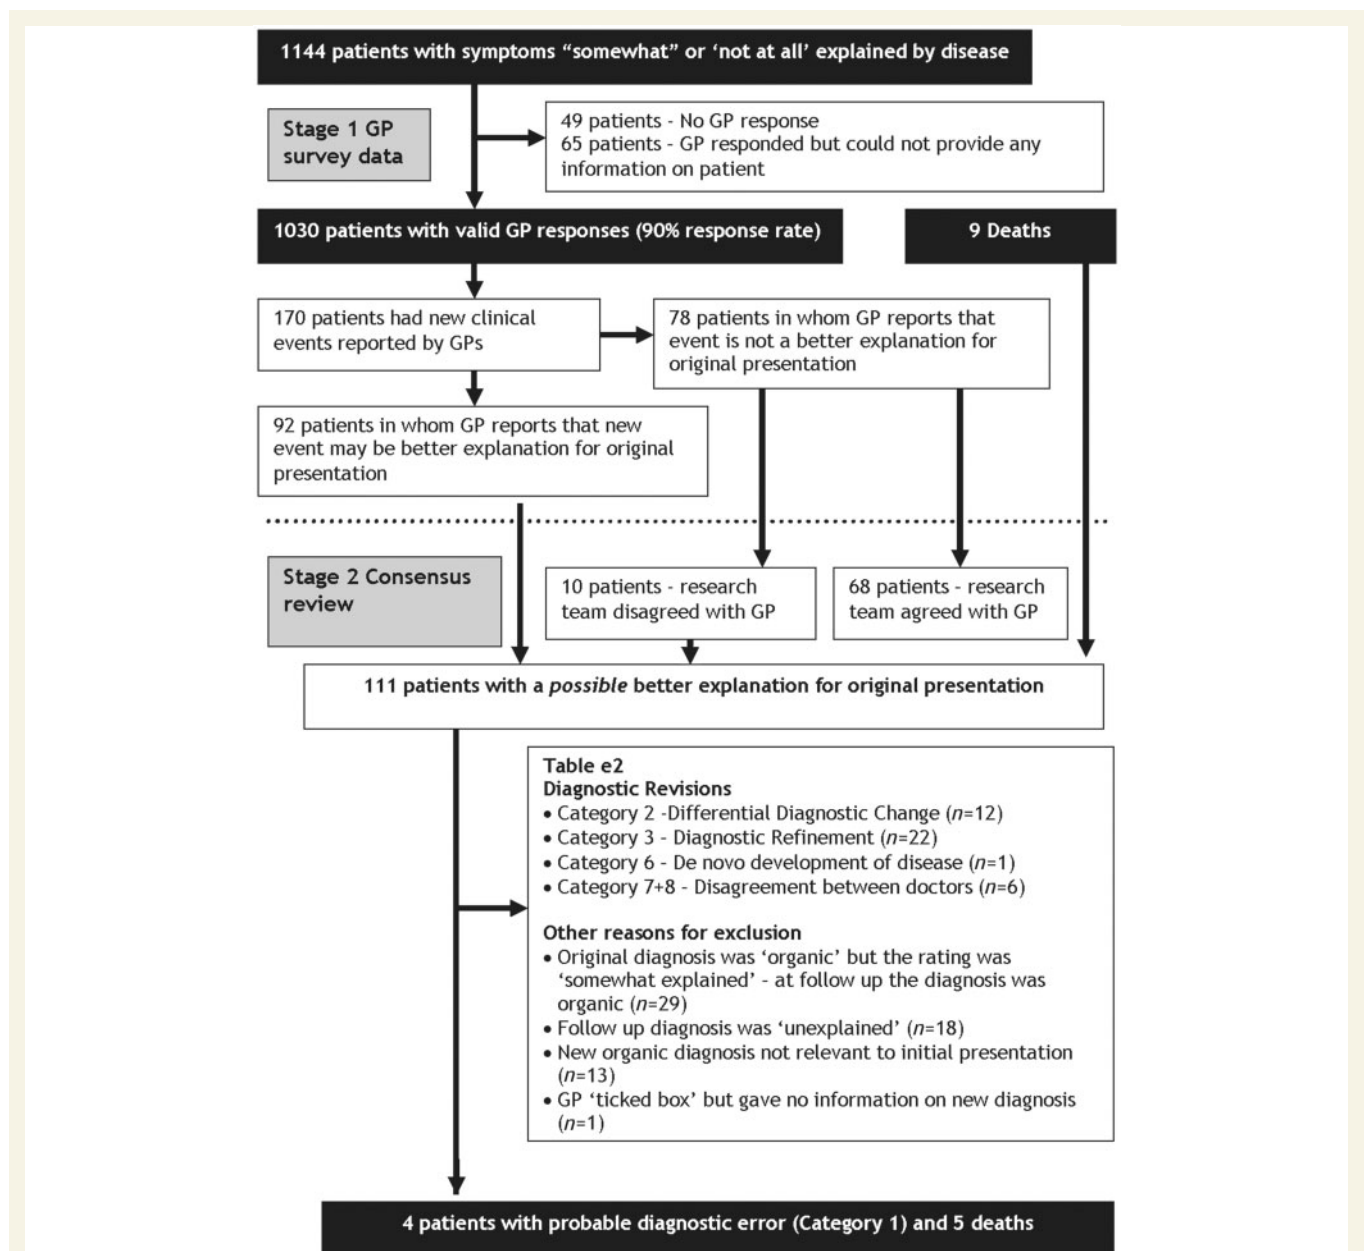 1144 patients with symptoms “somewhat” or ‘not at all’ explained by disease
Stage 1 GP
survey data
49 patients - No GP response
65 patients - GP responded but could not provide any
information on patient
1030 patients with valid GP responses (90% response rate)
9 Deaths
170 patients had new clinical
events reported by GPs
78 patients in whom GP reports that
event is not a better explanation for
original presentation
92 patients in whom GP reports that new
event may be better explanation for original
presentation
Stage 2 Consensus
review
10 patients - research
team disagreed with GP
68 patients - research
team agreed with GP
111 patients with a possible better explanation for original presentation
Table e2
Diagnostic Revisions
• Category 2 -Differential Diagnostic Change (n=12)
• Category 3 - Diagnostic Refinement (n=22)
• Category 6 - De novo development of disease (n=1)
• Category 7+8 - Disagreement between doctors (n=6)
Other reasons for exclusion
• Original diagnosis was ‘organic’ but the rating was
‘somewhat explained’ - at follow up the diagnosis was
organic (n=29)
• Follow up diagnosis was ‘unexplained’ (n=18)
• New organic diagnosis not relevant to initial presentation
(n=13)
• GP ‘ticked box’ but gave no information on new diagnosis
(n=1)
4 patients with probable diagnostic error (Category 1) and 5 deaths